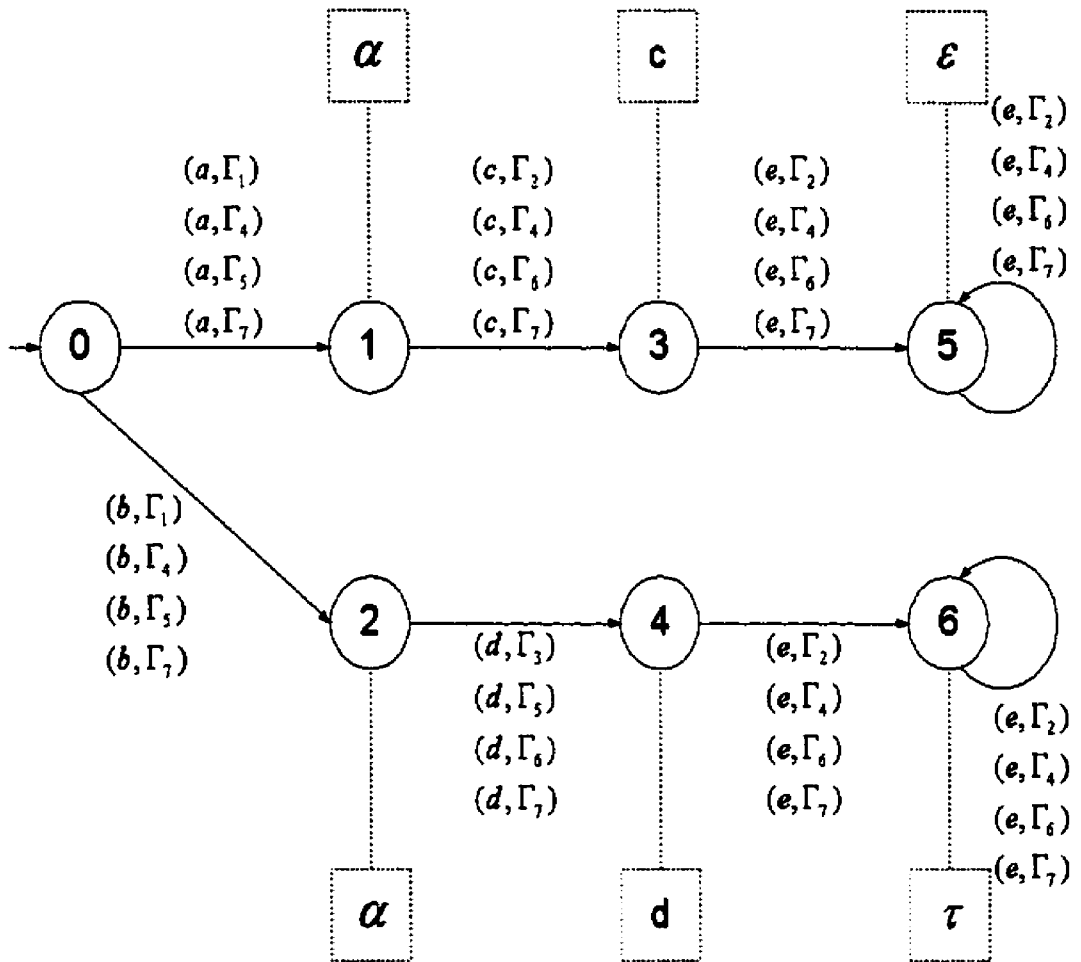 α c ε
(e,Γ₂)
(a,Γ₁) (c,Γ₂) (e,Γ₂) (e,Γ₄)
(a,Γ₄) (c,Γ₄) (e,Γ₄) (e,Γ₆)
(a,Γ₅) (c,Γ₆) (e,Γ₆) (e,Γ₇)
(a,Γ₇) (c,Γ₇) (e,Γ₇)
0 1 3 5
(b,Γ₁)
(b,Γ₄)
(b,Γ₅)
(b,Γ₇)
2 4 6
(d,Γ₃) (e,Γ₂)
(d,Γ₅) (e,Γ₄)
(d,Γ₆) (e,Γ₆)
(d,Γ₇) (e,Γ₇)
(e,Γ₂)
(e,Γ₄)
(e,Γ₆)
(e,Γ₇)
α d τ